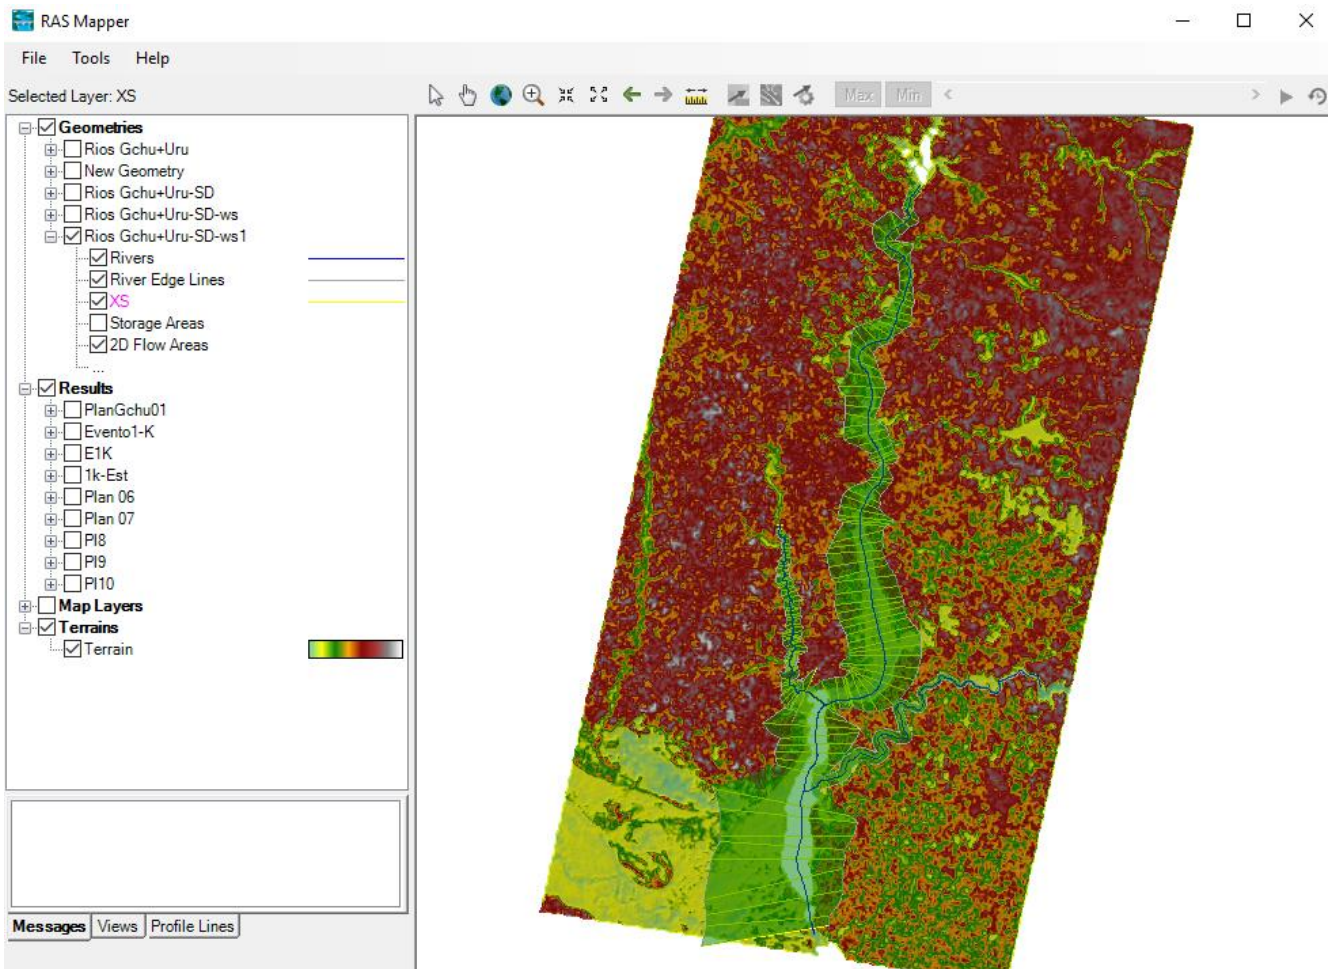 RAS Mapper
File Tools Help
Selected Layer: XS
Max Min
Geometries
Rios Gchu+Uru
New Geometry
Rios Gchu+Uru-SD
Rios Gchu+Uru-SD-ws
Rios Gchu+Uru-SD-ws1
Rivers
River Edge Lines
XS
Storage Areas
2D Flow Areas
...
Results
PlanGchu01
Evento1-K
E1K
1k-Est
Plan 06
Plan 07
Pl8
Pl9
Pl10
Map Layers
Terrains
Terrain
Messages Views Profile Lines